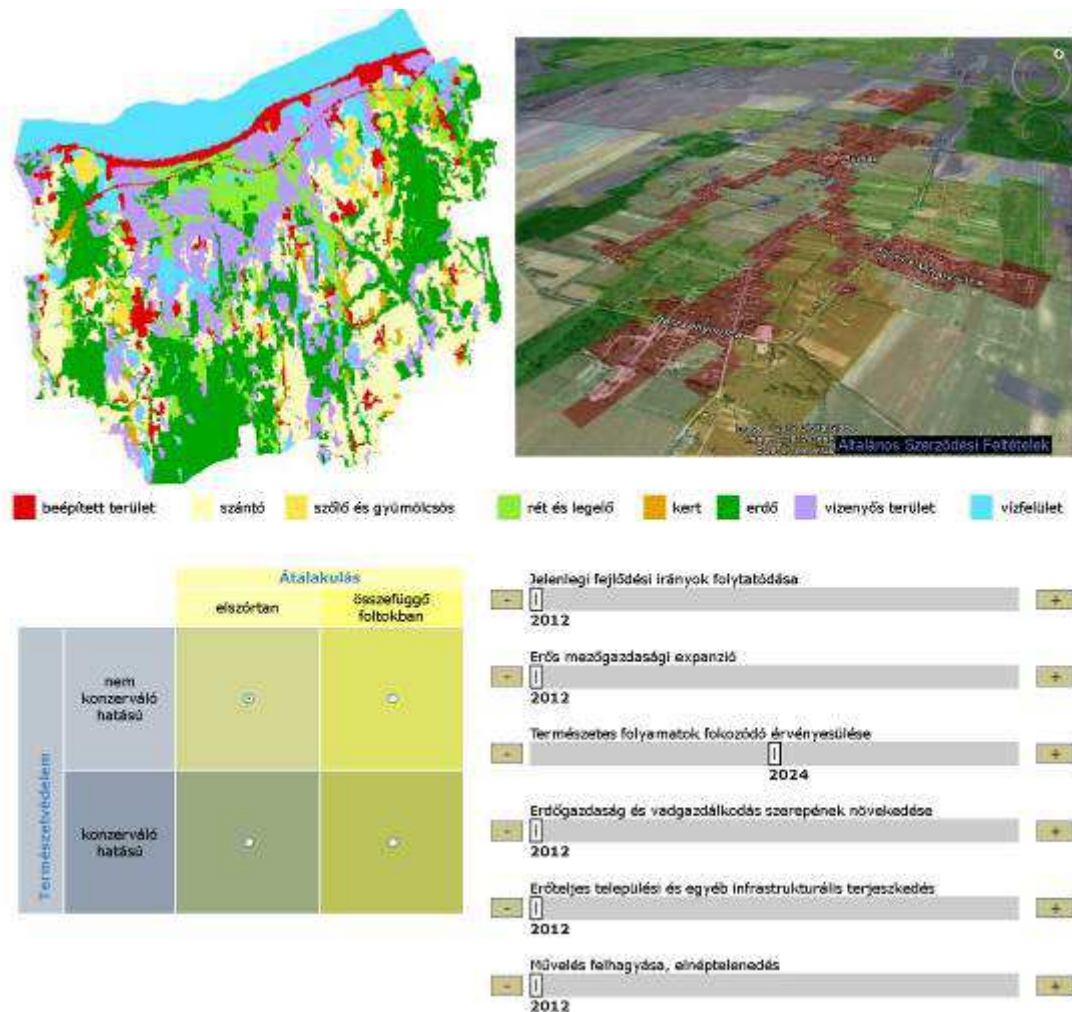 Általános Szerződési Feltételek
beépített terület
szántó
szőlő és gyümölcsös
rét és legelő
kert
erdő
vizenyős terület
vízfelület
Átalakulás
elszórtan
összefüggő
foltokban
Természetvédelem
nem
konzerváló
hatású
konzerváló
hatású
Jelenlegi fejlődési irányok folytatódása
-
+
2012
Erős mezőgazdasági expanzió
-
+
2012
Természetes folyamatok fokozódó érvényesülése
-
+
2024
Erdőgazdaság és vadgazdálkodás szerepének növekedése
-
+
2012
Erőteljes települési és egyéb infrastrukturális terjeszkedés
-
+
2012
Művelés felhagyása, elnéptelenedés
-
+
2012